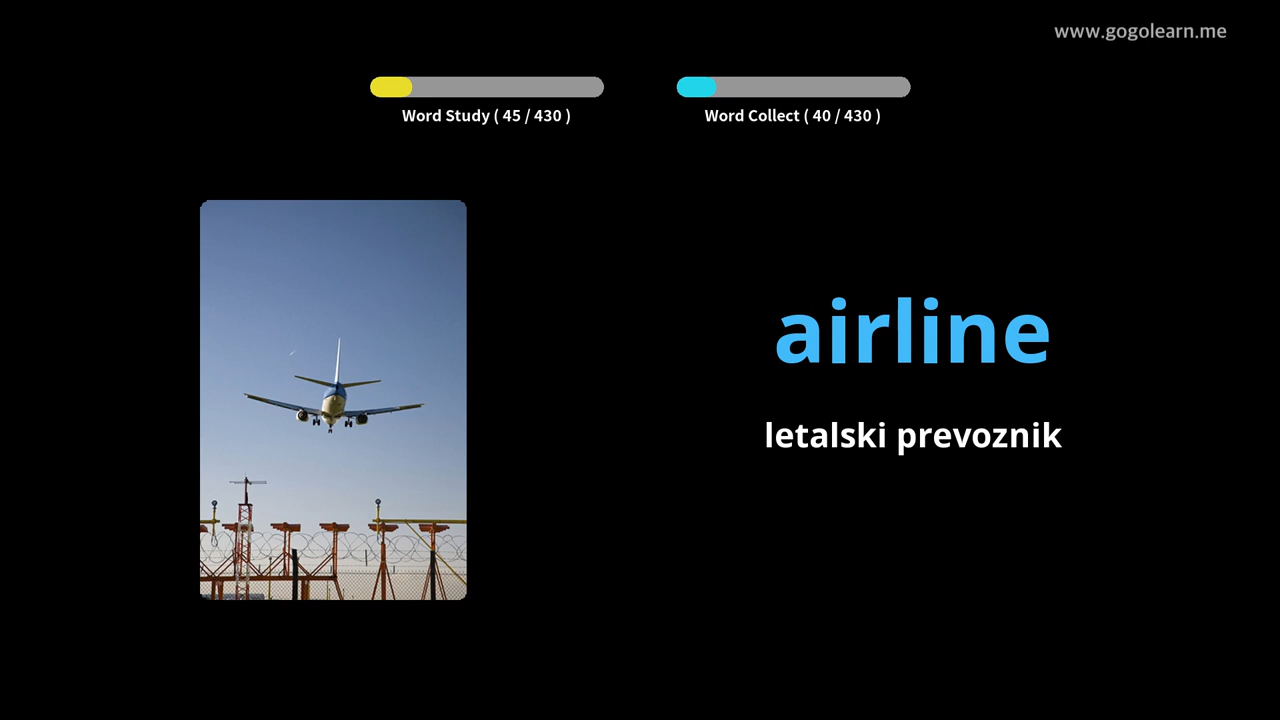 www.gogolearn.me
Word Study ( 45 / 430 )
Word Collect ( 40 / 430 )
airline
letalski prevoznik